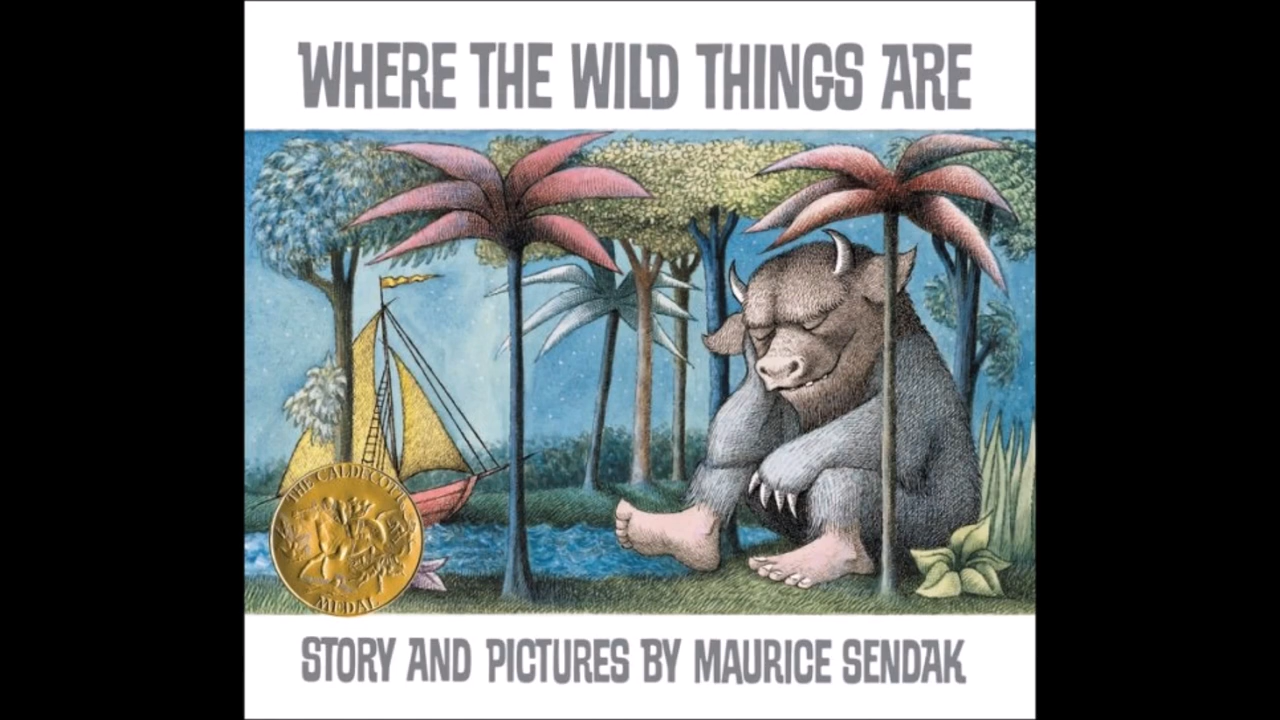 WHERE THE WILD THINGS ARE
THE CALDECOTT
MEDAL
STORY AND PICTURES BY MAURICE SENDAK